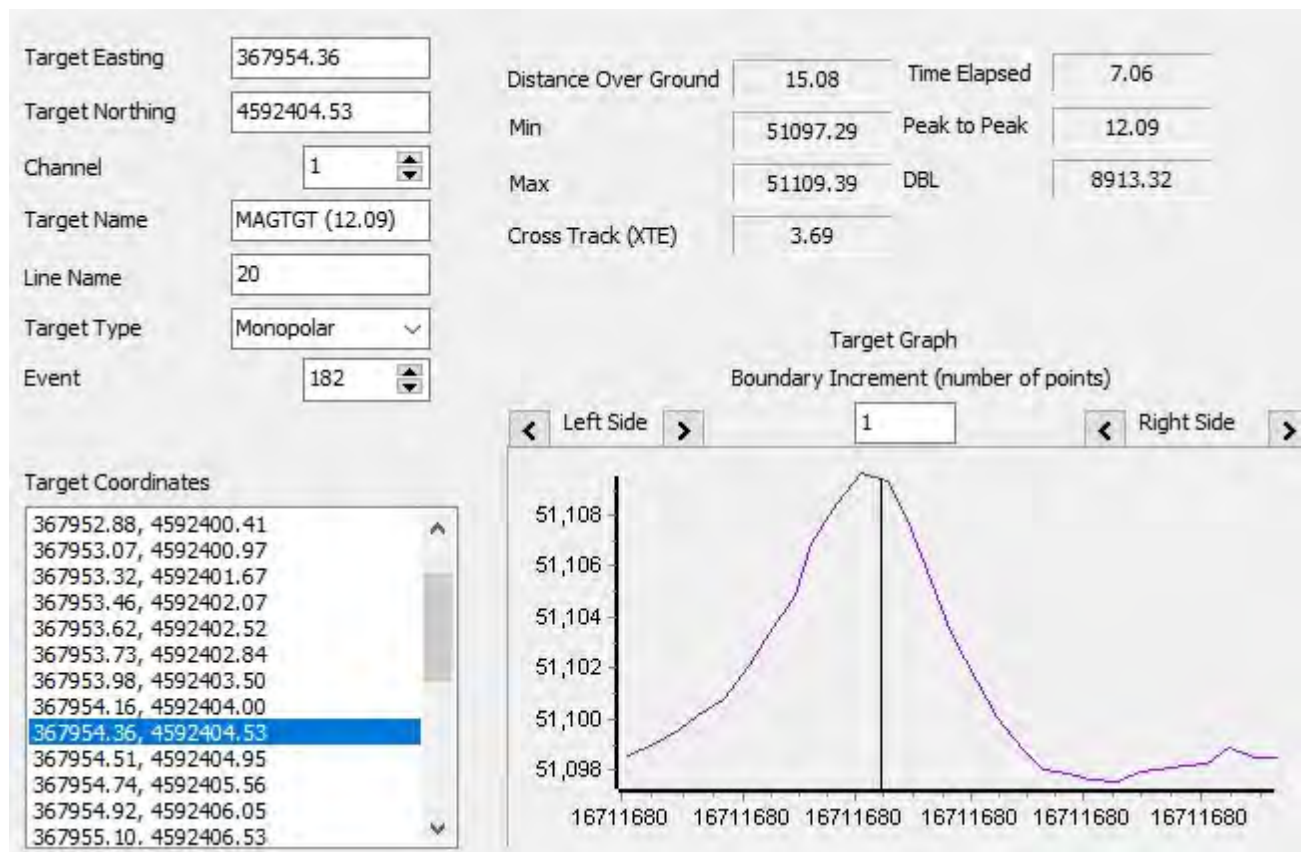 Target Easting 367954.36
Target Northing 4592404.53
Channel 1
Target Name MAGTGT (12.09)
Line Name 20
Target Type Monopolar
Event 182
Target Coordinates
367952.88, 4592400.41
367953.07, 4592400.97
367953.32, 4592401.67
367953.46, 4592402.07
367953.62, 4592402.52
367953.73, 4592402.84
367953.98, 4592403.50
367954.16, 4592404.00
367954.36, 4592404.53
367954.51, 4592404.95
367954.74, 4592405.56
367954.92, 4592406.05
367955.10, 4592406.53
Distance Over Ground 15.08 Time Elapsed 7.06
Min 51097.29 Peak to Peak 12.09
Max 51109.39 DBL 8913.32
Cross Track (XTE) 3.69
Target Graph
Boundary Increment (number of points)
< Left Side > 1 < Right Side >
51,108
51,106
51,104
51,102
51,100
51,098
16711680 16711680 16711680 16711680 16711680 16711680